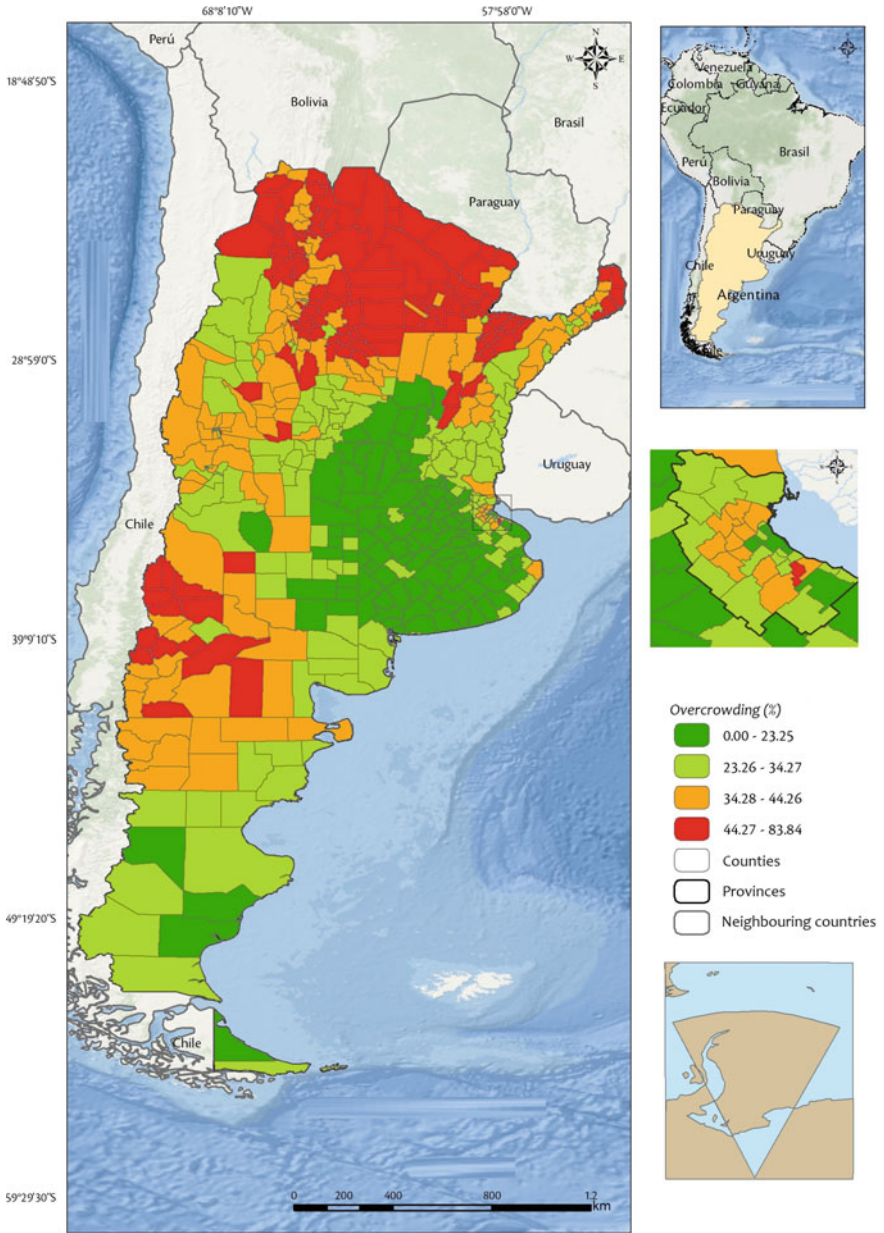 68°8'10"O
57°58'0"O
18°48'50"S
28°59'0"S
39°9'10"S
49°19'20"S
59°29'30"S
Perú
Bolivia
Brasil
Paraguay
Uruguay
Chile
Chile
N
W E
S
0 200 400 800 1.2
km
Venezuela
Colombia
Guyana
Ecuador
Perú
Brasil
Bolivia
Paraguay
Chile
Uruguay
Argentina
Chile
Overcrowding (%)
0.00 - 23.25
23.26 - 34.27
34.28 - 44.26
44.27 - 83.84
Counties
Provinces
Neighbouring countries